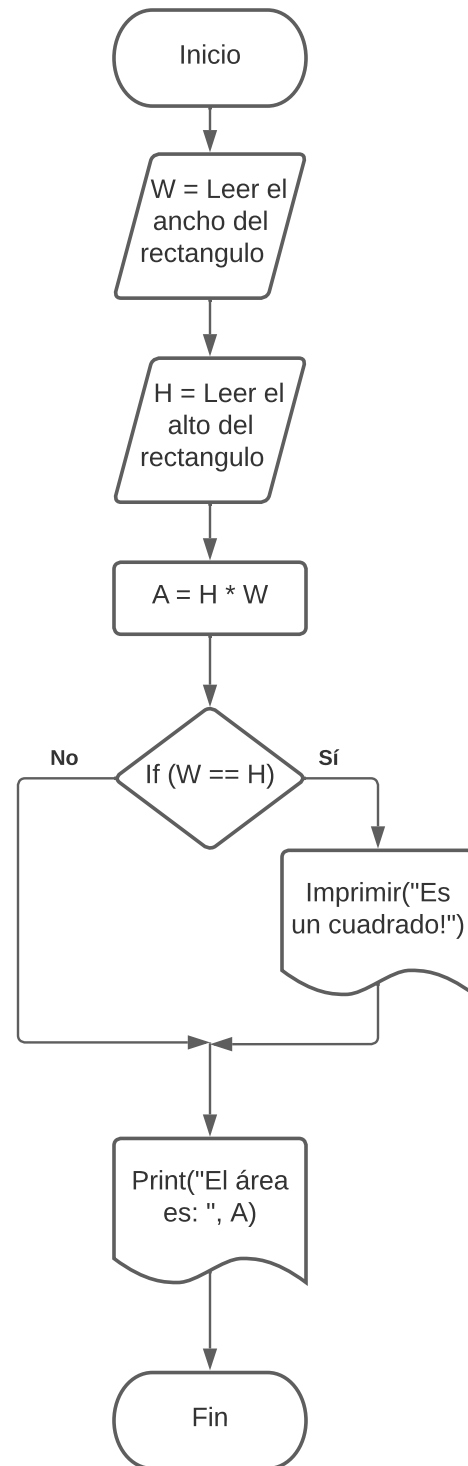 Inicio
W = Leer el
ancho del
rectangulo
H = Leer el
alto del
rectangulo
A = H * W
If (W == H)
No
Sí
Imprimir("Es
un cuadrado!")
Print("El área
es: ", A)
Fin